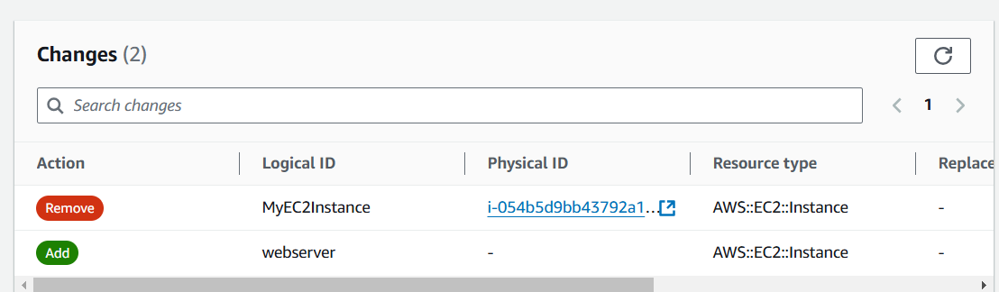 Changes (2)
Search changes
1
Action Logical ID Physical ID Resource type Replace
Remove MyEC2Instance i-054b5d9bb43792a1... AWS::EC2::Instance -
Add webserver - AWS::EC2::Instance -